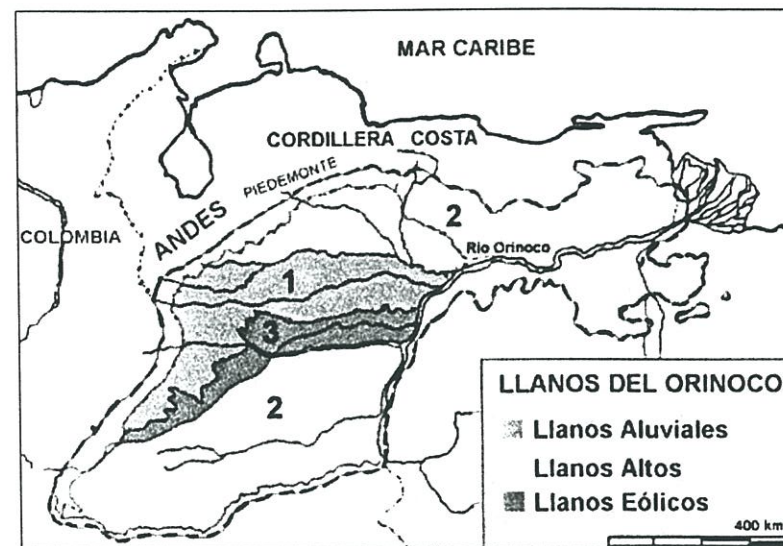 MAR CARIBE
CORDILLERA COSTA
PIEDEMONTE
ANDES
COLOMBIA
2
Rio Orinoco
1
3
2
LLANOS DEL ORINOCO
Llanos Aluviales
Llanos Altos
Llanos Eólicos
400 km